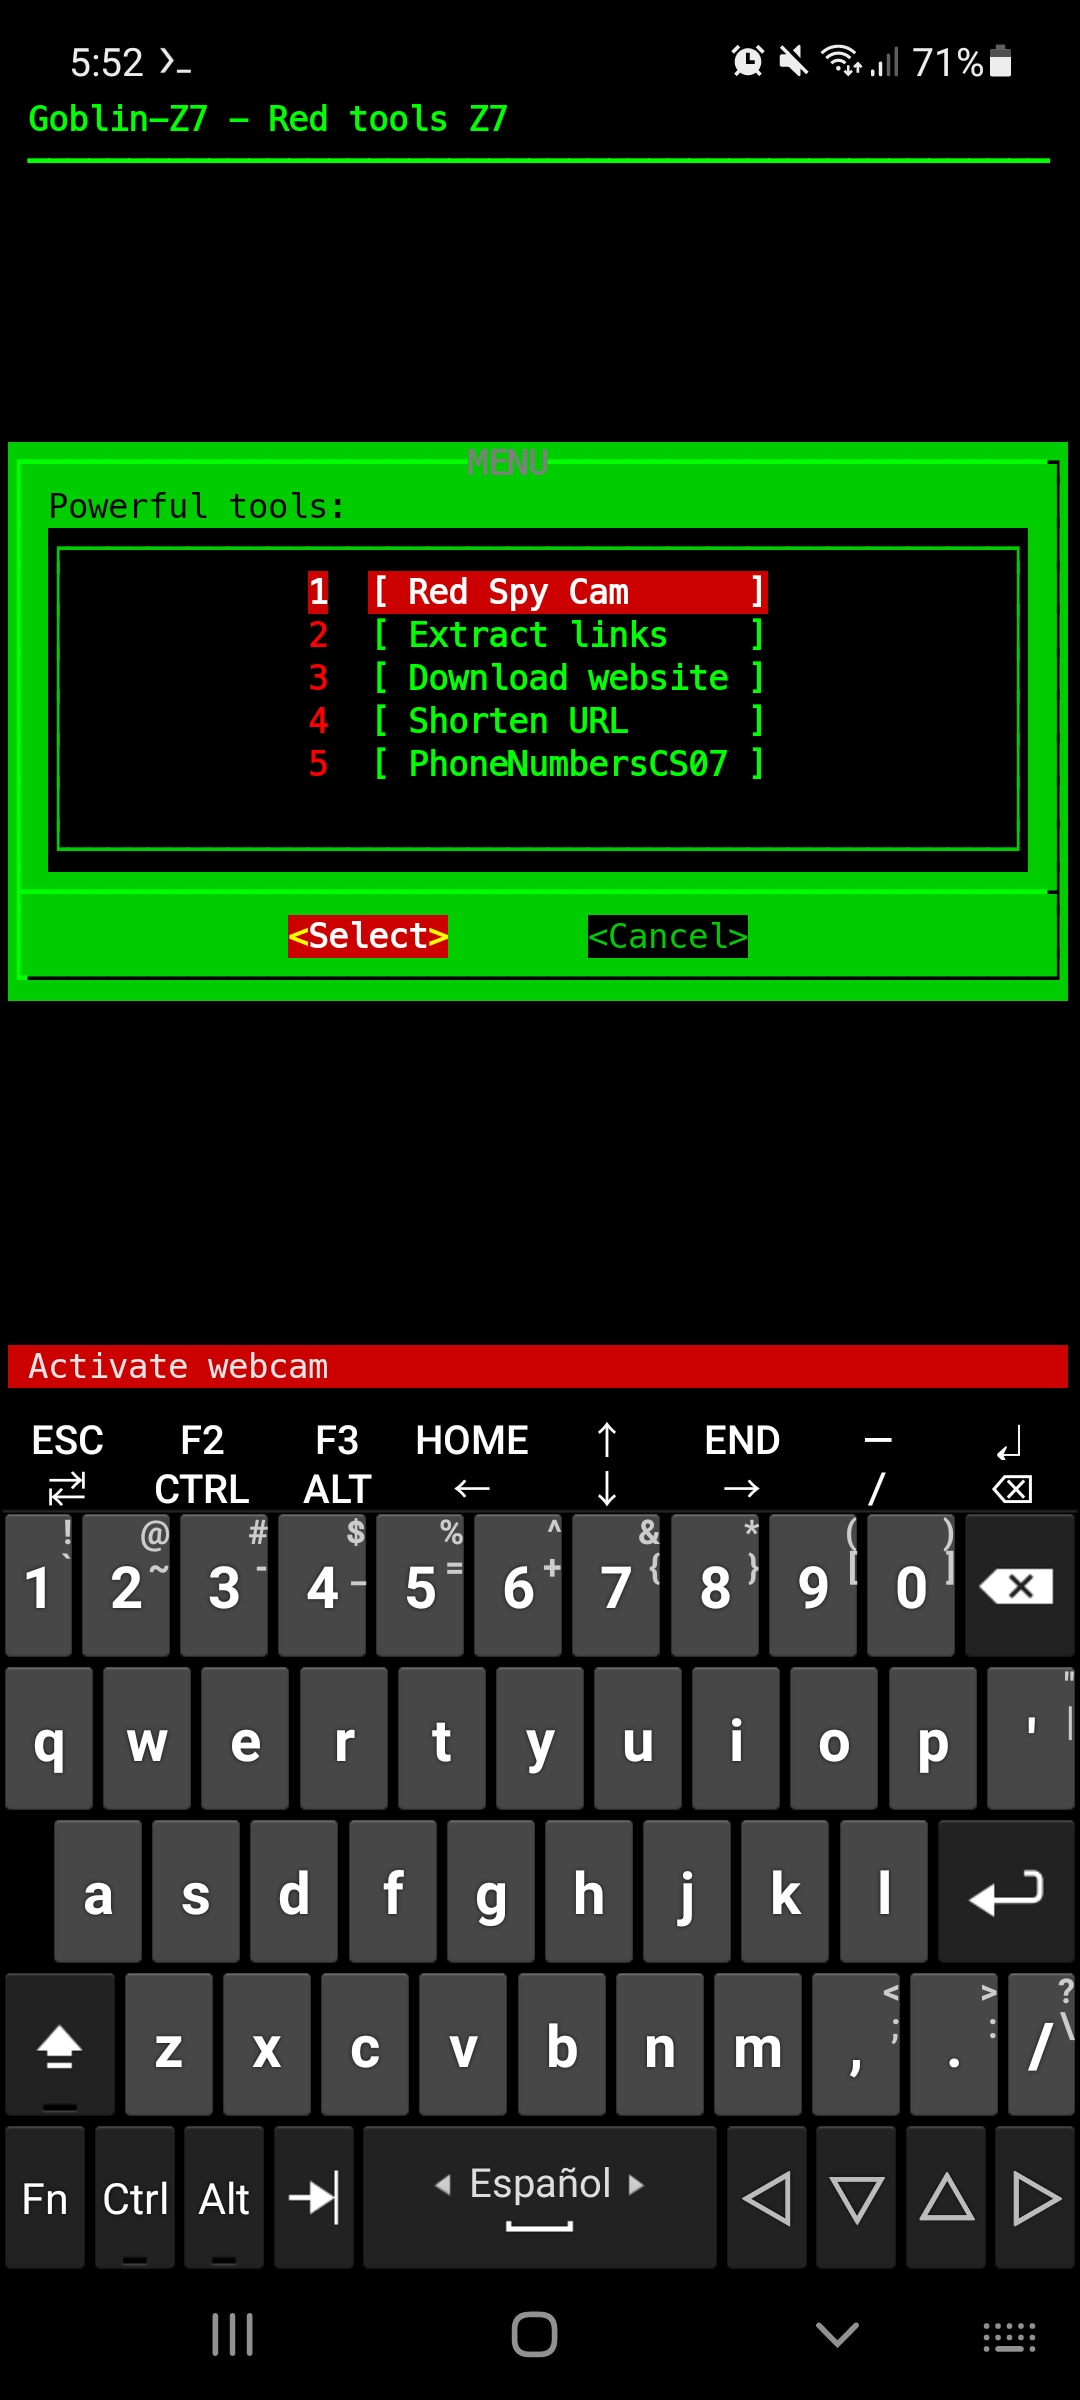 5:52 71%
Goblin-Z7 - Red tools Z7
MENU
Powerful tools:
1 [ Red Spy Cam ]
2 [ Extract links ]
3 [ Download website ]
4 [ Shorten URL ]
5 [ PhoneNumbersCS07 ]
<Select> <Cancel>
Activate webcam
ESC F2 F3 HOME ↑ END — ↲
⇄ CTRL ALT ← ↓ → / ⌫
! @ # $ % ^ & * ( )
1 ` 2 ~ 3 - 4 _ 5 = 6 + 7 { 8 } 9 [ 0 ]
q w e r t y u i o p ' " |
a s d f g h j k l
z x c v b n m , < ; . > : / ? \
Fn Ctrl Alt Español